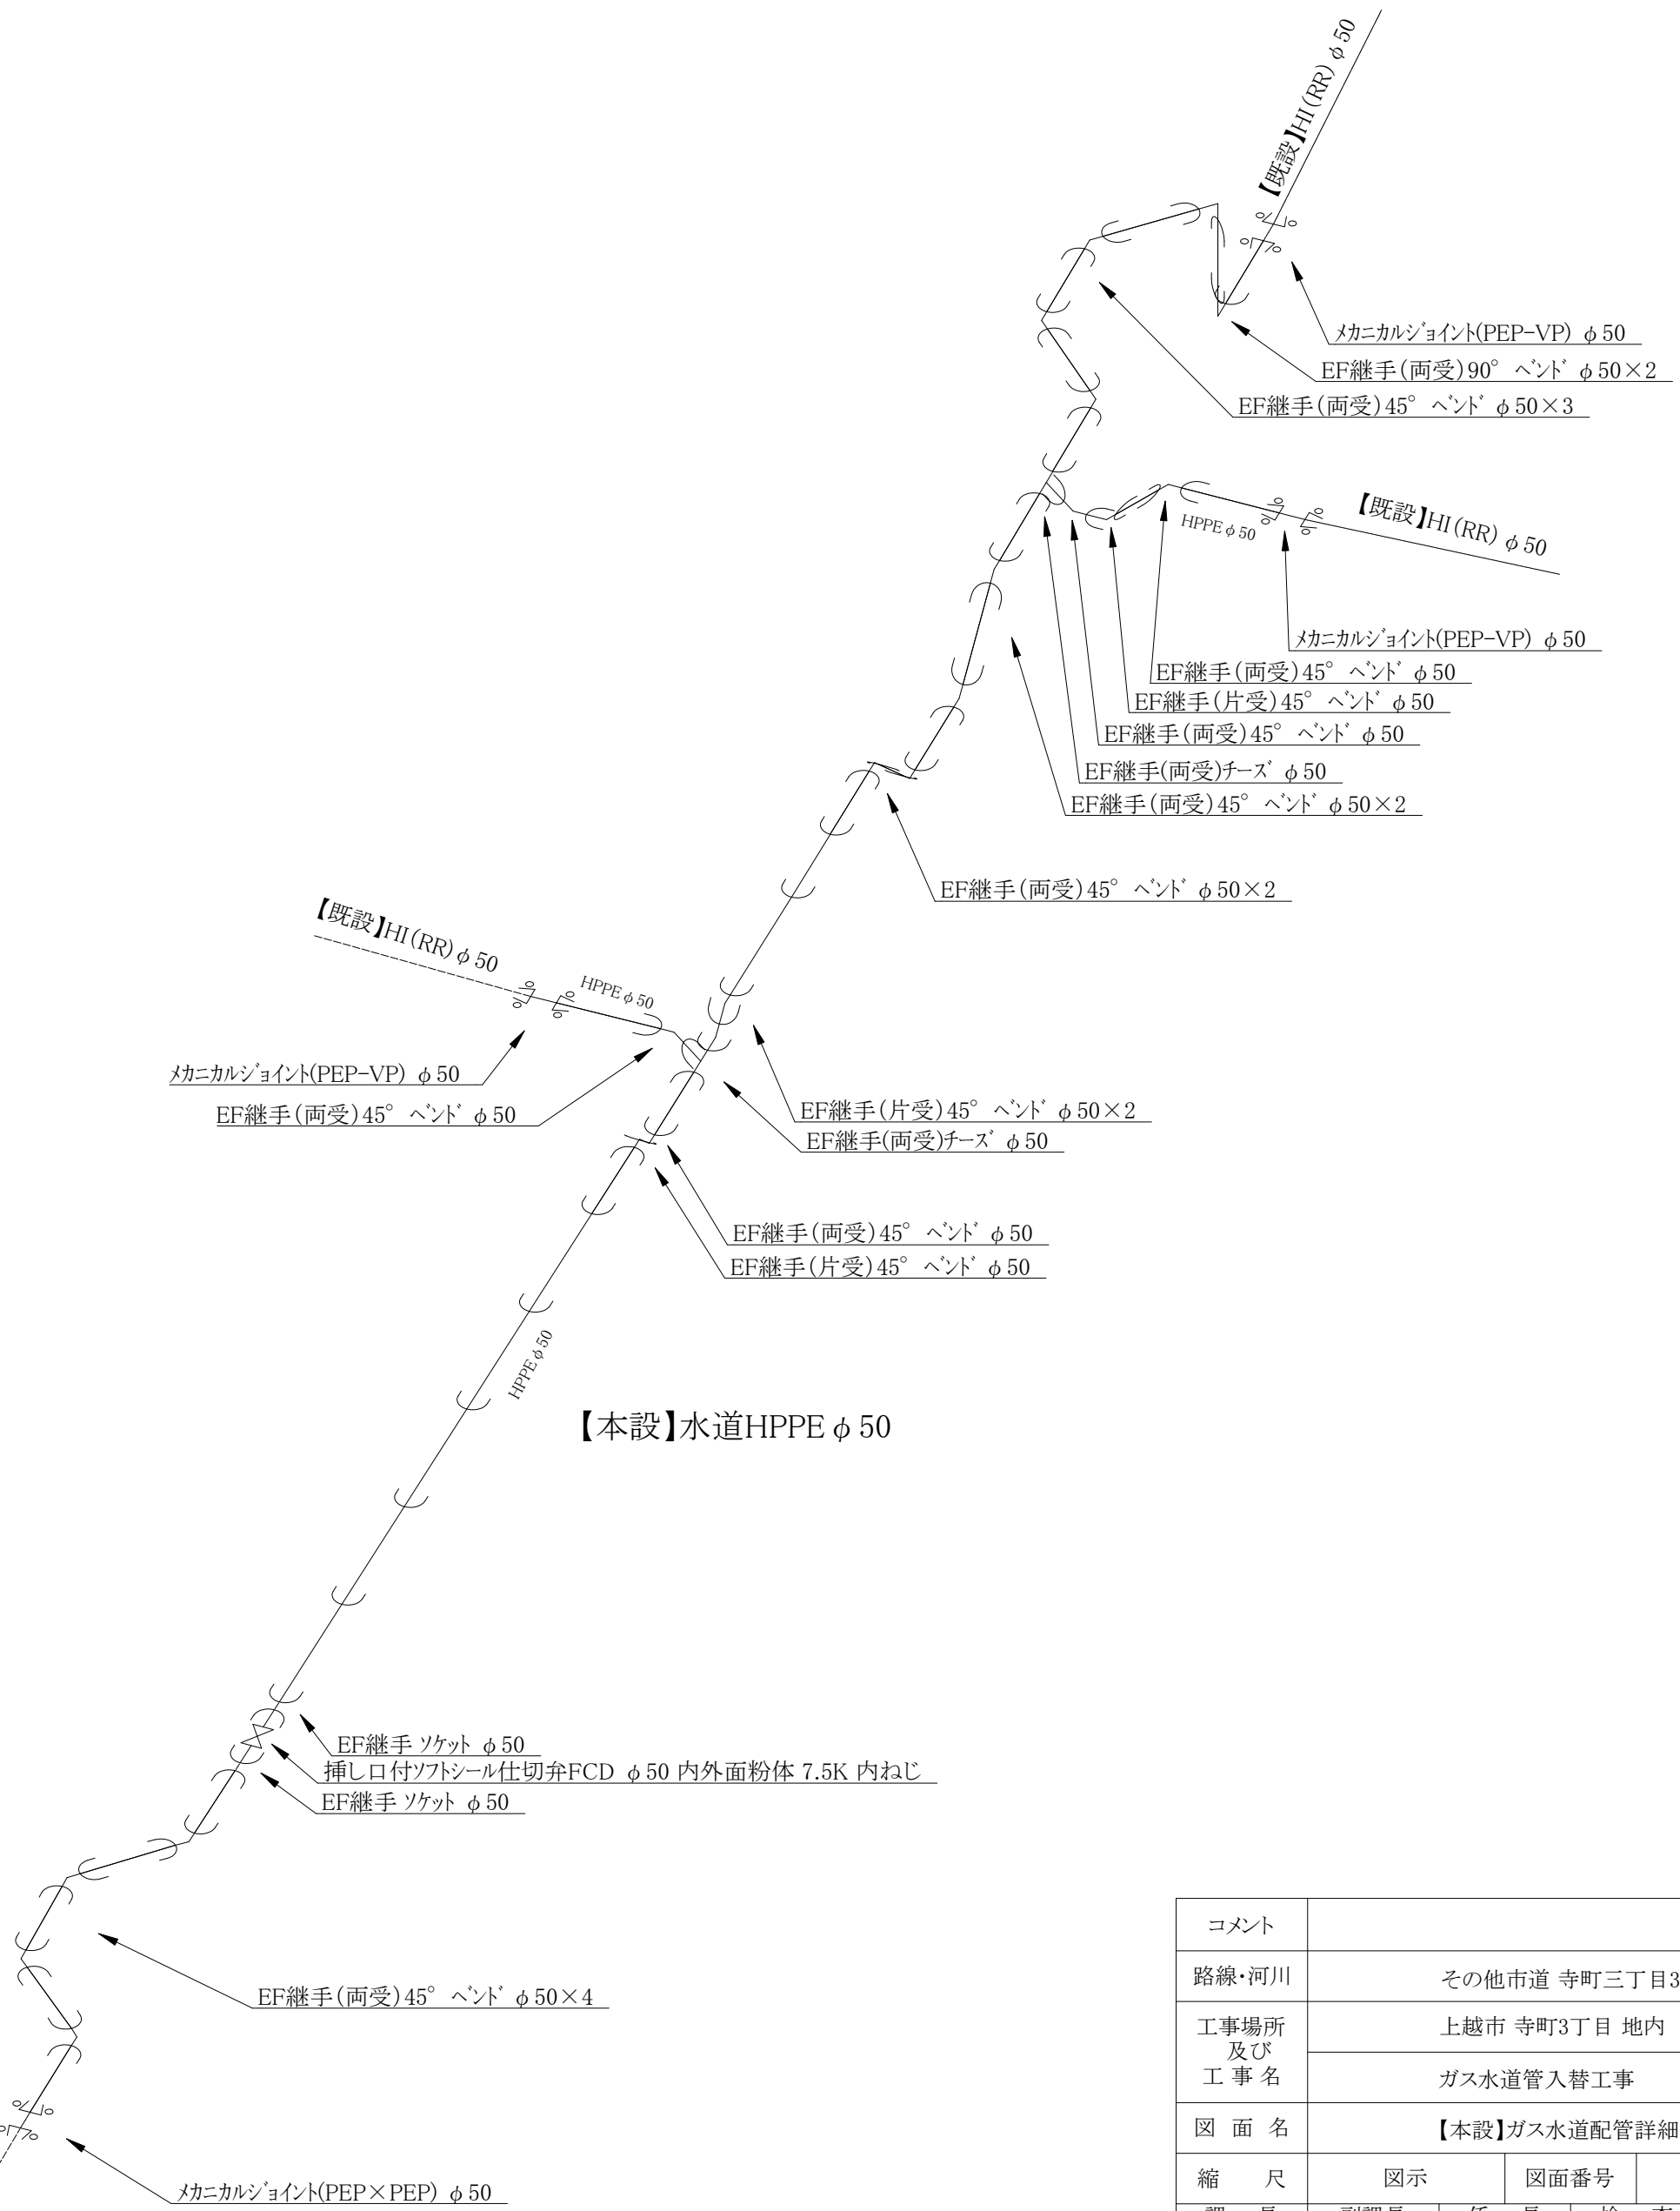 【既設】HI(RR)φ50
メカニカルジョイント(PEP-VP) φ50
EF継手(両受)90° ベンド φ50×2
EF継手(両受)45° ベンド φ50×3
【既設】HI(RR)φ50
HPPEφ50
メカニカルジョイント(PEP-VP) φ50
EF継手(両受)45° ベンド φ50
EF継手(片受)45° ベンド φ50
EF継手(両受)45° ベンド φ50
EF継手(両受)チーズ φ50
EF継手(両受)45° ベンド φ50×2
EF継手(両受)45° ベンド φ50×2
【既設】HI(RR)φ50
HPPEφ50
メカニカルジョイント(PEP-VP) φ50
EF継手(両受)45° ベンド φ50
EF継手(片受)45° ベンド φ50×2
EF継手(両受)チーズ φ50
EF継手(両受)45° ベンド φ50
EF継手(片受)45° ベンド φ50
HPPEφ50
【本設】水道HPPEφ50
EF継手 ソケット φ50
挿し口付ソフトシール仕切弁FCD φ50 内外面粉体 7.5K 内ねじ
EF継手 ソケット φ50
EF継手(両受)45° ベンド φ50×4
メカニカルジョイント(PEP×PEP) φ50
コメント
路線・河川
その他市道 寺町三丁目3
工事場所
及び
工事名
上越市 寺町3丁目 地内
ガス水道管入替工事
図面名
【本設】ガス水道配管詳細
縮尺
図示
図面番号